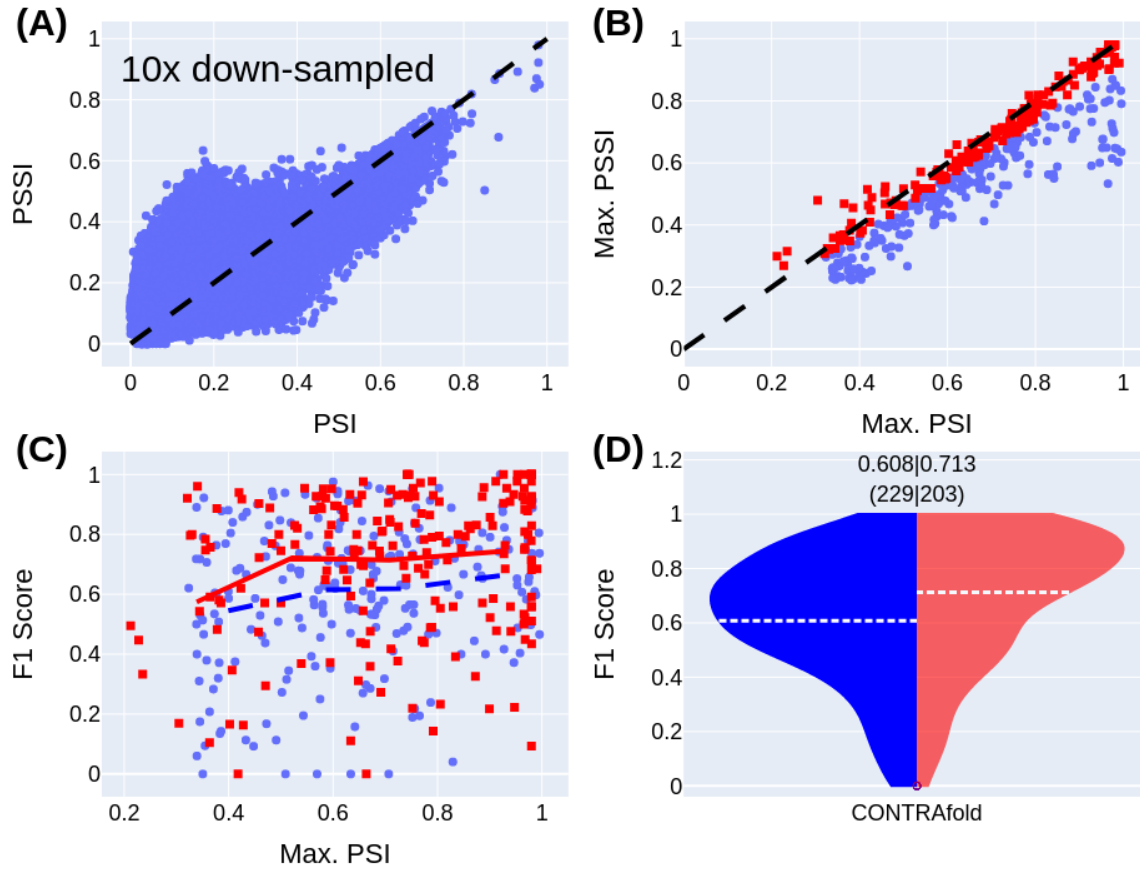 (A)
10x down-sampled
PSSI
1
0.8
0.6
0.4
0.2
0
0 0.2 0.4 0.6 0.8 1
PSI
(B)
Max. PSSI
1
0.8
0.6
0.4
0.2
0
0 0.2 0.4 0.6 0.8 1
Max. PSI
(C)
F1 Score
1
0.8
0.6
0.4
0.2
0
0.2 0.4 0.6 0.8 1
Max. PSI
(D)
0.608|0.713
(229|203)
F1 Score
1.2
1
0.8
0.6
0.4
0.2
0
CONTRAfold